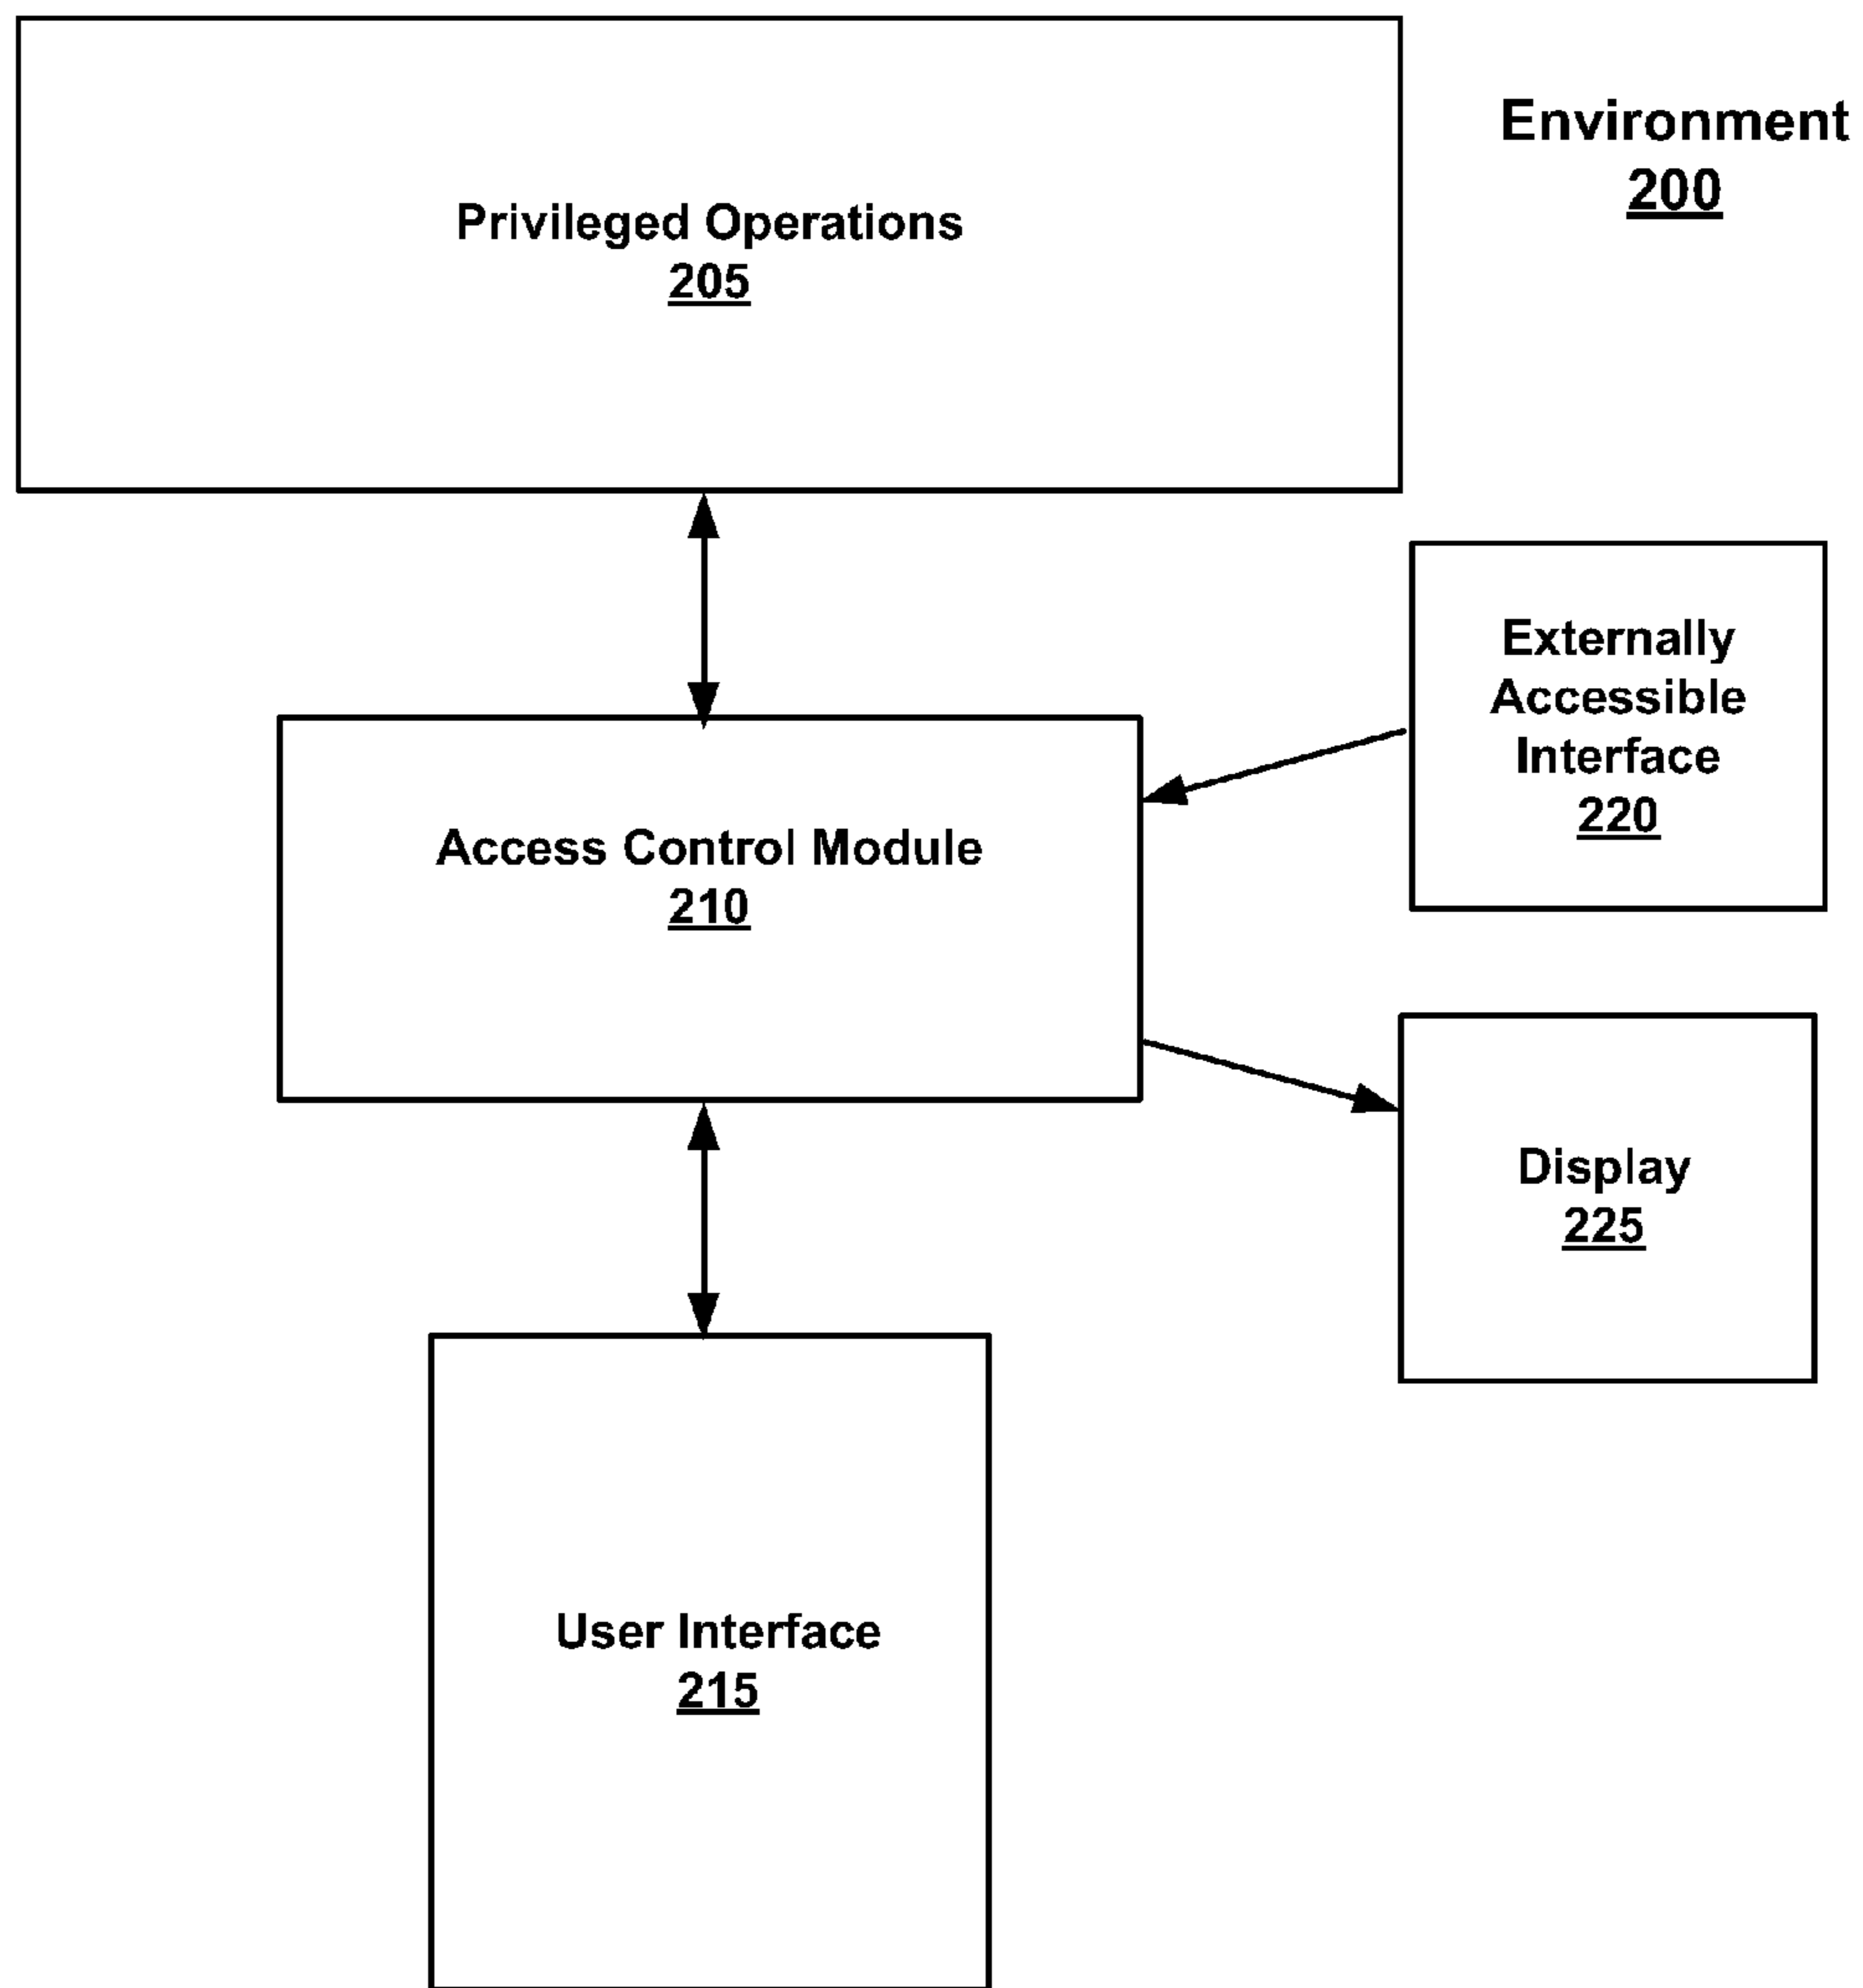 Environment
200
Privileged Operations
205
Externally
Accessible
Interface
220
Access Control Module
210
Display
225
User Interface
215